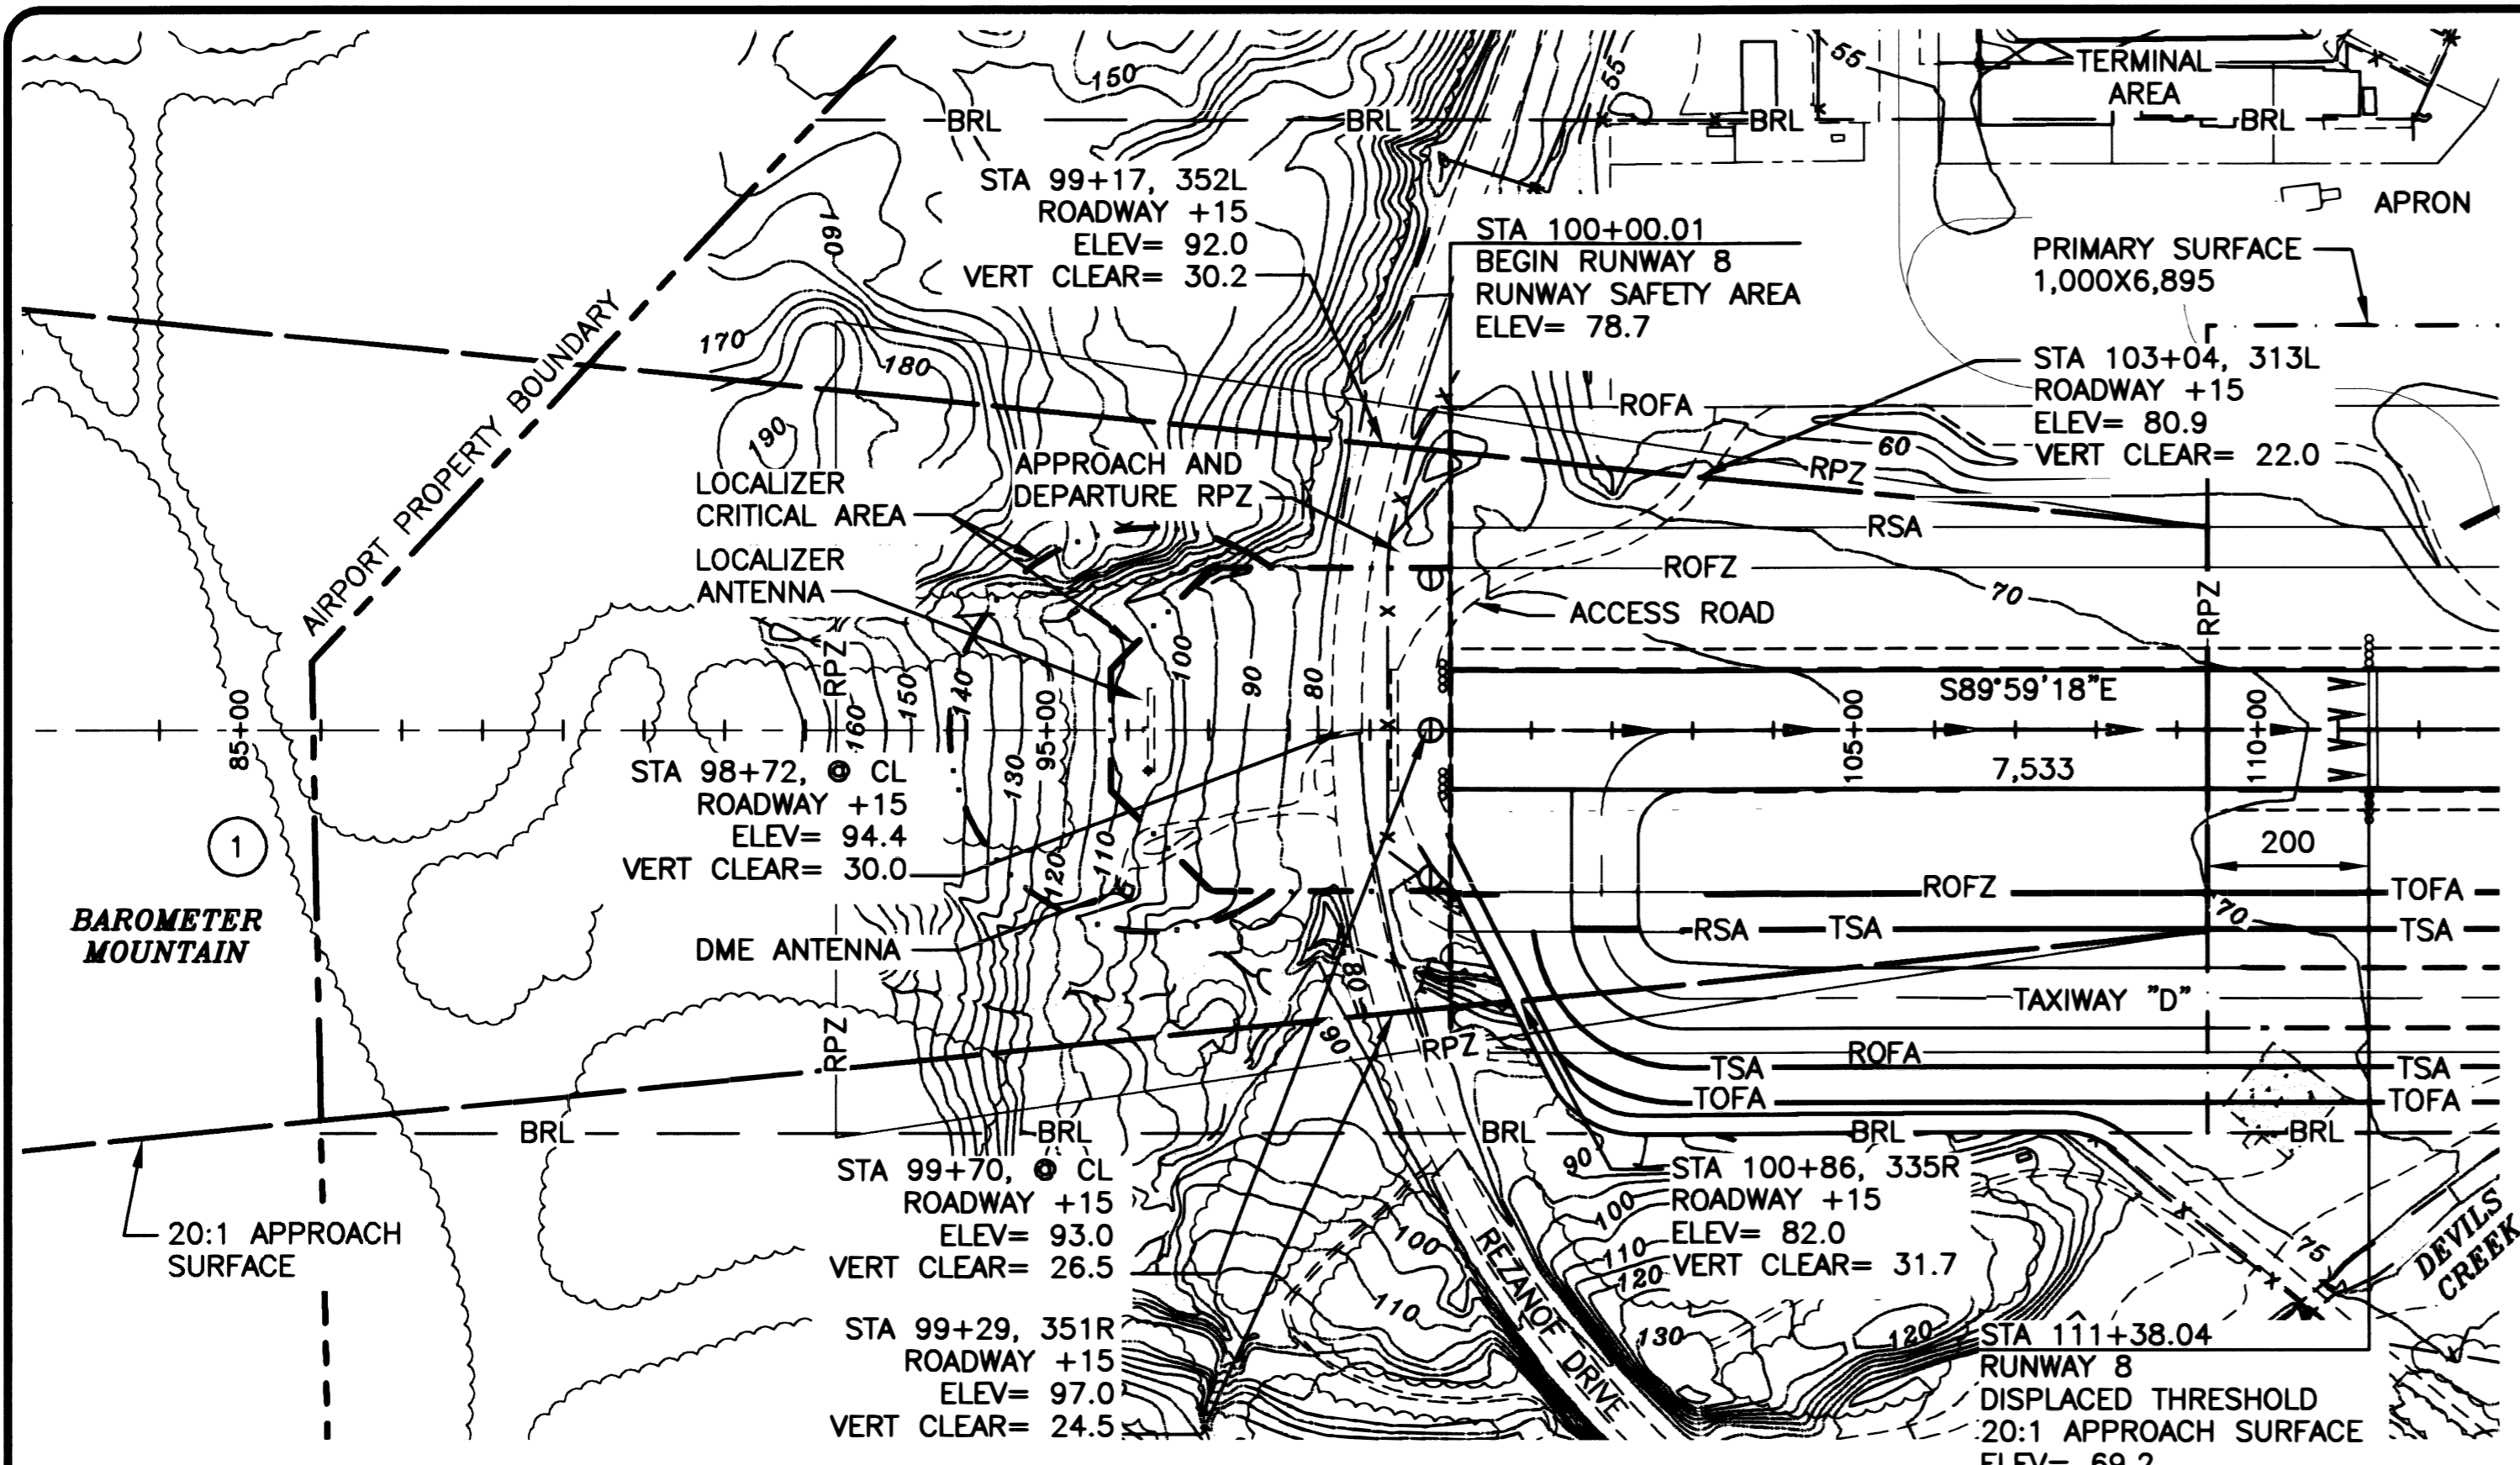 150
55
55
TERMINAL
AREA
BRL
BRL
BRL
BRL
STA 99+17, 352L
ROADWAY +15
ELEV= 92.0
VERT CLEAR= 30.2
160
STA 100+00.01
BEGIN RUNWAY 8
RUNWAY SAFETY AREA
ELEV= 78.7
APRON
PRIMARY SURFACE
1,000X6,895
AIRPORT PROPERTY BOUNDARY
170
180
190
STA 103+04, 313L
ROADWAY +15
ELEV= 80.9
VERT CLEAR= 22.0
ROFA
60
RPZ
LOCALIZER
CRITICAL AREA
APPROACH AND
DEPARTURE RPZ
RSA
LOCALIZER
ANTENNA
ROFZ
70
ACCESS ROAD
RPZ
RPZ
160
150
140
130
120
110
100
90
80
85+00
95+00
105+00
110+00
S89°59'18"E
7,533
200
STA 98+72, @ CL
ROADWAY +15
ELEV= 94.4
VERT CLEAR= 30.0
1
BAROMETER
MOUNTAIN
DME ANTENNA
ROFZ
TOFA
70
RSA
TSA
TSA
80
TAXIWAY "D"
RPZ
90
RPZ
ROFA
TSA
TSA
TOFA
TOFA
BRL
BRL
BRL
BRL
BRL
20:1 APPROACH
SURFACE
STA 99+70, @ CL
ROADWAY +15
ELEV= 93.0
VERT CLEAR= 26.5
STA 99+29, 351R
ROADWAY +15
ELEV= 97.0
VERT CLEAR= 24.5
90
100
110
120
STA 100+86, 335R
ROADWAY +15
ELEV= 82.0
VERT CLEAR= 31.7
100
110
REZANOF DRIVE
130
120
75
DEVILS
CREEK
STA 111+38.04
RUNWAY 8
DISPLACED THRESHOLD
20:1 APPROACH SURFACE
ELEV= 69.2